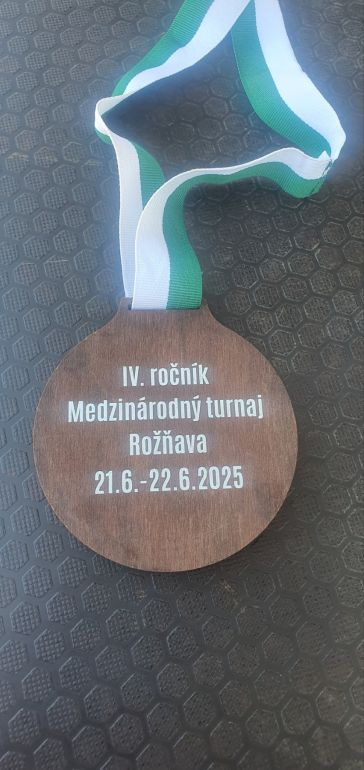 IV. ročník
Medzinárodný turnaj
Rožňava
21.6.-22.6.2025